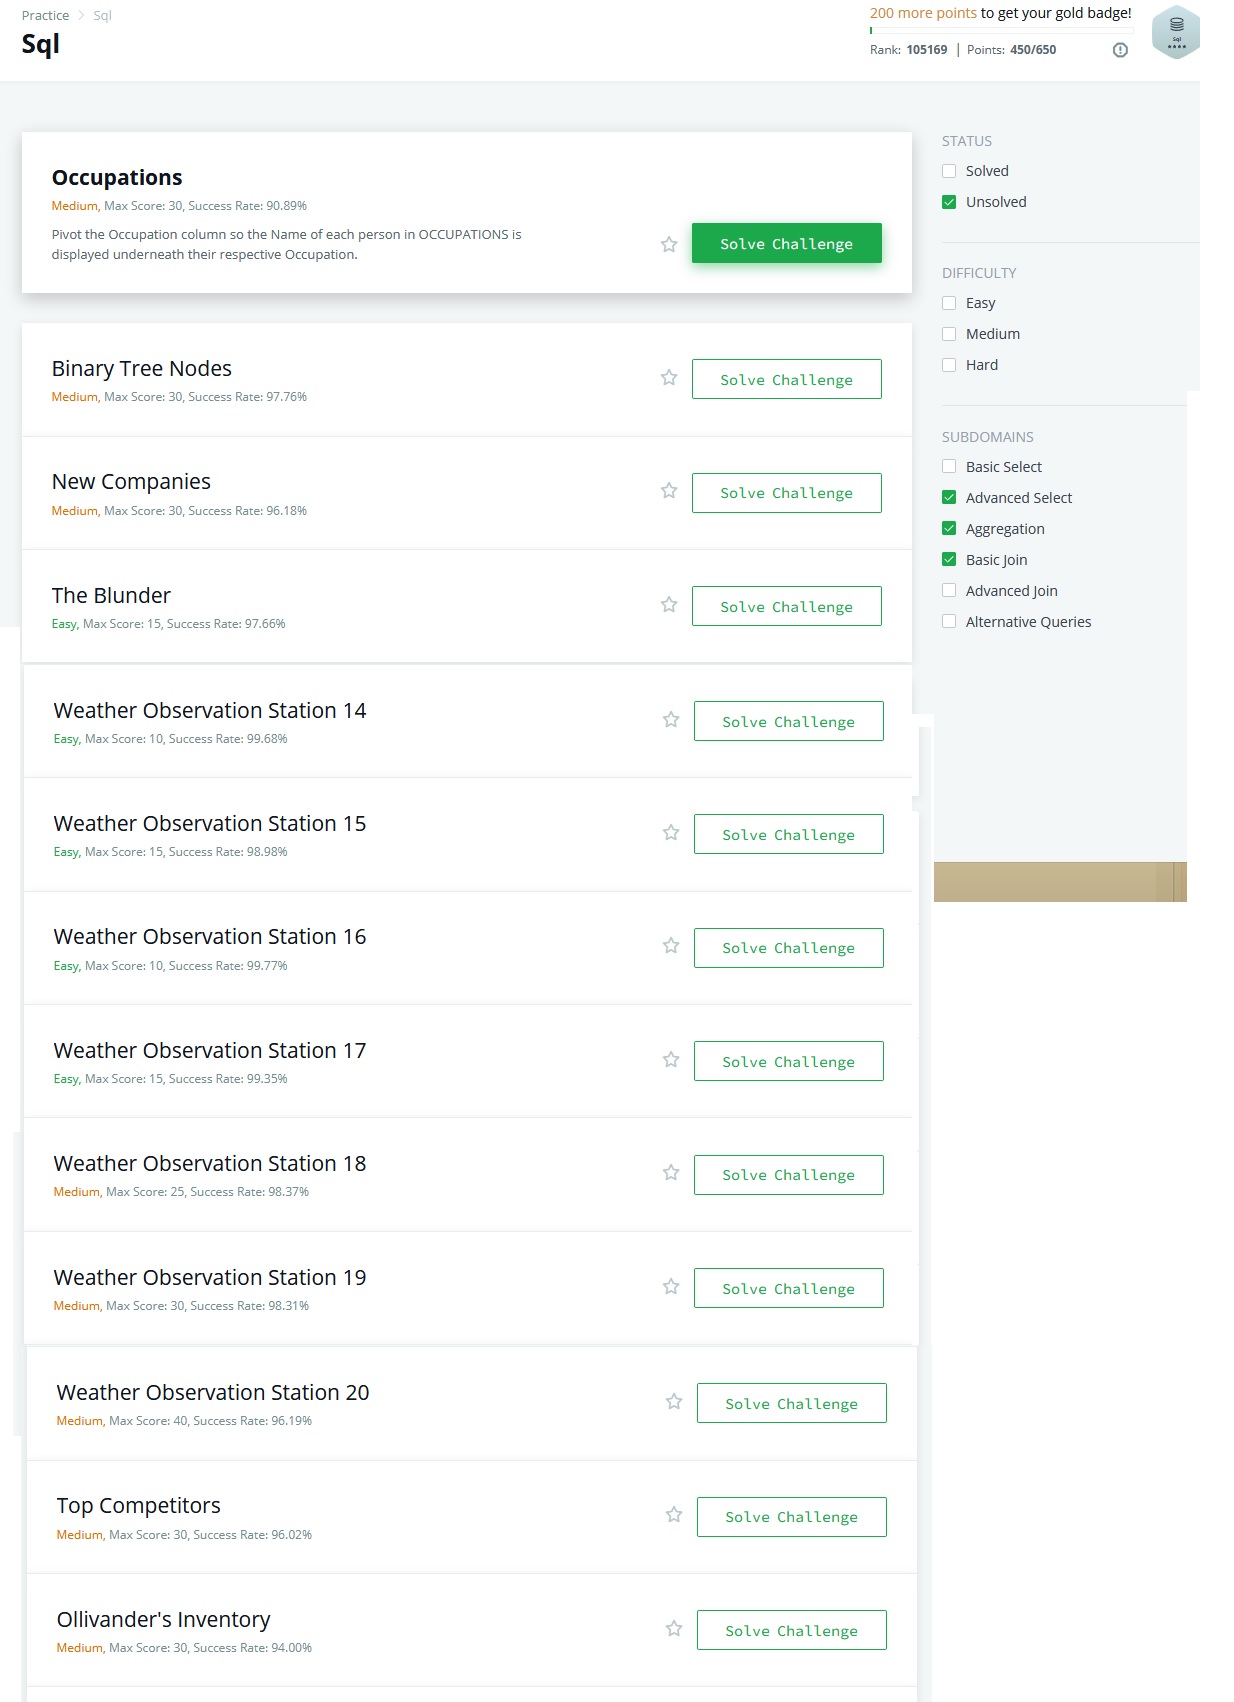 Practice > Sql
Sql
200 more points to get your gold badge!
Rank: 105169 | Points: 450/650
Sql
Occupations
Medium, Max Score: 30, Success Rate: 90.89%
Pivot the Occupation column so the Name of each person in OCCUPATIONS is
displayed underneath their respective Occupation.
Solve Challenge
Binary Tree Nodes
Medium, Max Score: 30, Success Rate: 97.76%
Solve Challenge
New Companies
Medium, Max Score: 30, Success Rate: 96.18%
Solve Challenge
The Blunder
Easy, Max Score: 15, Success Rate: 97.66%
Solve Challenge
Weather Observation Station 14
Easy, Max Score: 10, Success Rate: 99.68%
Solve Challenge
Weather Observation Station 15
Easy, Max Score: 15, Success Rate: 98.98%
Solve Challenge
Weather Observation Station 16
Easy, Max Score: 10, Success Rate: 99.77%
Solve Challenge
Weather Observation Station 17
Easy, Max Score: 15, Success Rate: 99.35%
Solve Challenge
Weather Observation Station 18
Medium, Max Score: 25, Success Rate: 98.37%
Solve Challenge
Weather Observation Station 19
Medium, Max Score: 30, Success Rate: 98.31%
Solve Challenge
Weather Observation Station 20
Medium, Max Score: 40, Success Rate: 96.19%
Solve Challenge
Top Competitors
Medium, Max Score: 30, Success Rate: 96.02%
Solve Challenge
Ollivander's Inventory
Medium, Max Score: 30, Success Rate: 94.00%
Solve Challenge
STATUS
Solved
Unsolved
DIFFICULTY
Easy
Medium
Hard
SUBDOMAINS
Basic Select
Advanced Select
Aggregation
Basic Join
Advanced Join
Alternative Queries